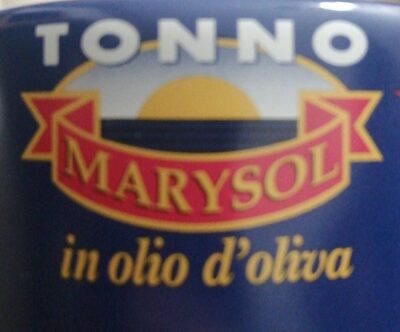 TONNO
MARYSOL
in olio d'oliva